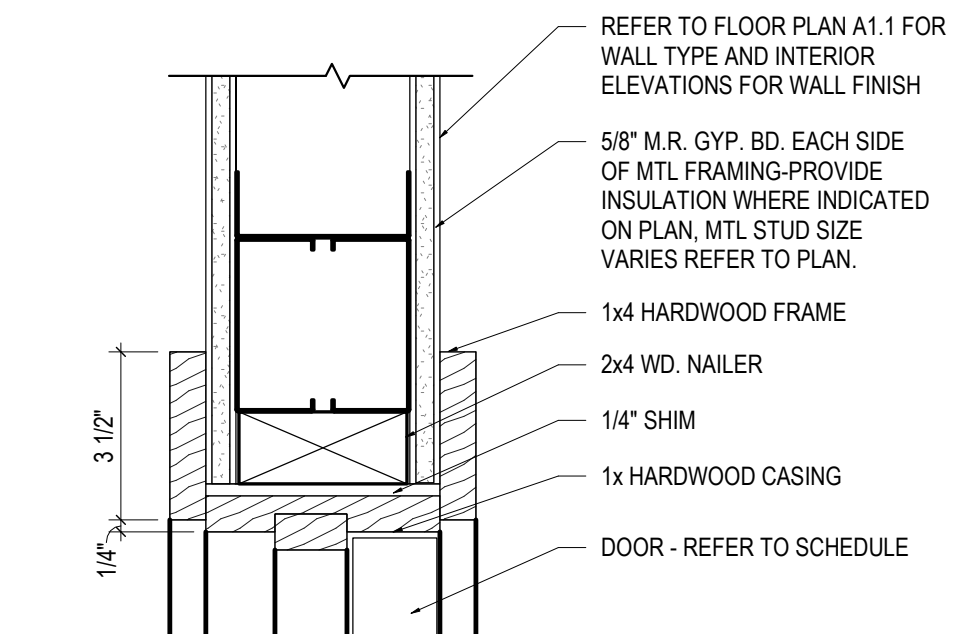 REFER TO FLOOR PLAN A1.1 FOR
WALL TYPE AND INTERIOR
ELEVATIONS FOR WALL FINISH
5/8" M.R. GYP. BD. EACH SIDE
OF MTL FRAMING-PROVIDE
INSULATION WHERE INDICATED
ON PLAN, MTL STUD SIZE
VARIES REFER TO PLAN.
1x4 HARDWOOD FRAME
2x4 WD. NAILER
1/4" SHIM
1x HARDWOOD CASING
DOOR - REFER TO SCHEDULE
3 1/2"
1/4"